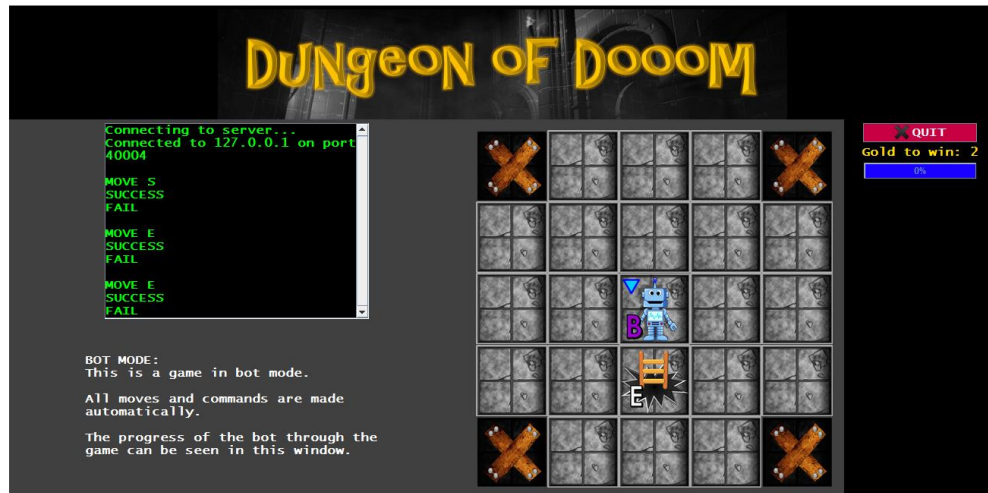 DUNgeoN oF DoooM
Connecting to server...
Connected to 127.0.0.1 on port
40004
MOVE S
SUCCESS
FAIL
MOVE E
SUCCESS
FAIL
MOVE E
SUCCESS
FAIL
BOT MODE:
This is a game in bot mode.
All moves and commands are made
automatically.
The progress of the bot through the
game can be seen in this window.
B
E
QUIT
Gold to win: 2
0%